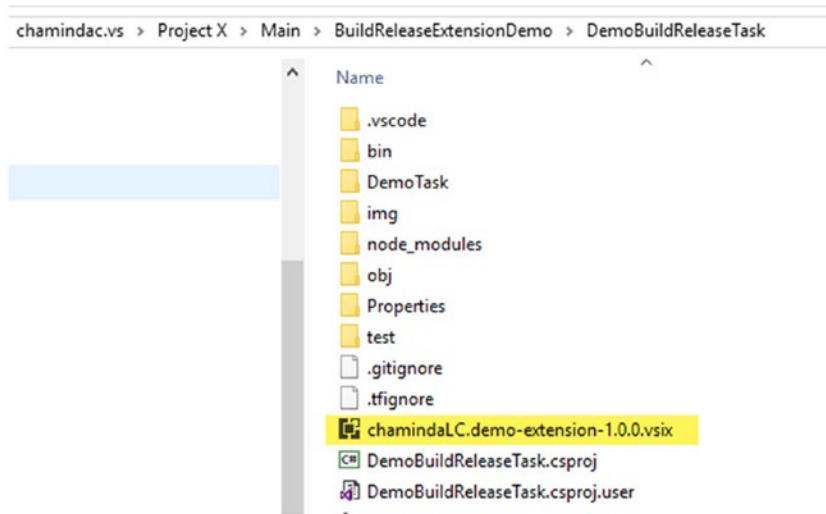 chamindac.vs > Project X > Main > BuildReleaseExtensionDemo > DemoBuildReleaseTask
Name
.vscode
bin
DemoTask
img
node_modules
obj
Properties
test
.gitignore
.tfignore
chamindaLC.demo-extension-1.0.0.vsix
C# DemoBuildReleaseTask.csproj
DemoBuildReleaseTask.csproj.user